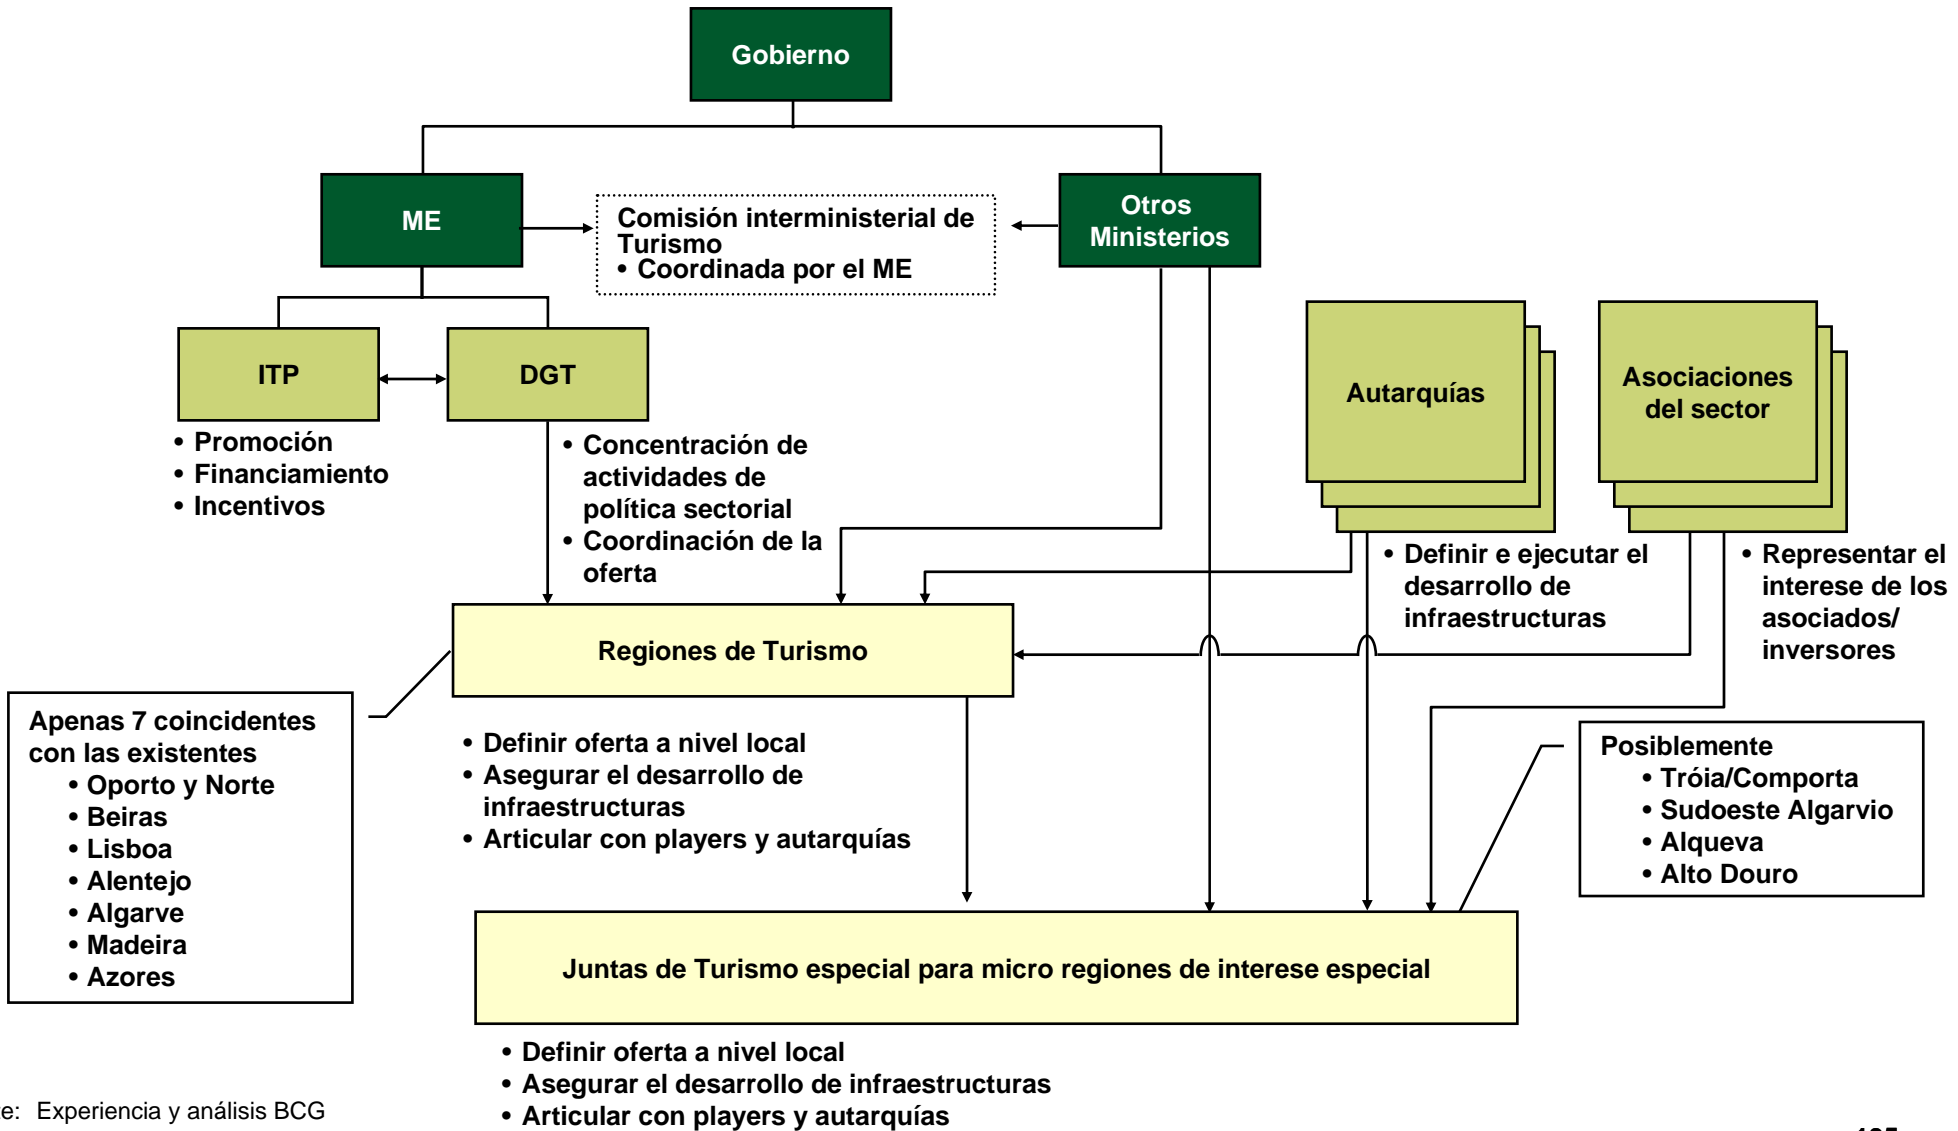 Gobierno
ME
Comisión interministerial de
Turismo
• Coordinada por el ME
Otros
Ministerios
ITP
DGT
Autarquías
Asociaciones
del sector
• Promoción
• Financiamiento
• Incentivos
• Concentración de
actividades de
política sectorial
• Coordinación de la
oferta
• Definir e ejecutar el
desarrollo de
infraestructuras
• Representar el
interese de los
asociados/
inversores
Regiones de Turismo
Apenas 7 coincidentes
con las existentes
• Oporto y Norte
• Beiras
• Lisboa
• Alentejo
• Algarve
• Madeira
• Azores
• Definir oferta a nivel local
• Asegurar el desarrollo de
infraestructuras
• Articular con players y autarquías
Posiblemente
• Tróia/Comporta
• Sudoeste Algarvio
• Alqueva
• Alto Douro
Juntas de Turismo especial para micro regiones de interese especial
• Definir oferta a nivel local
• Asegurar el desarrollo de infraestructuras
• Articular con players y autarquías
e: Experiencia y análisis BCG